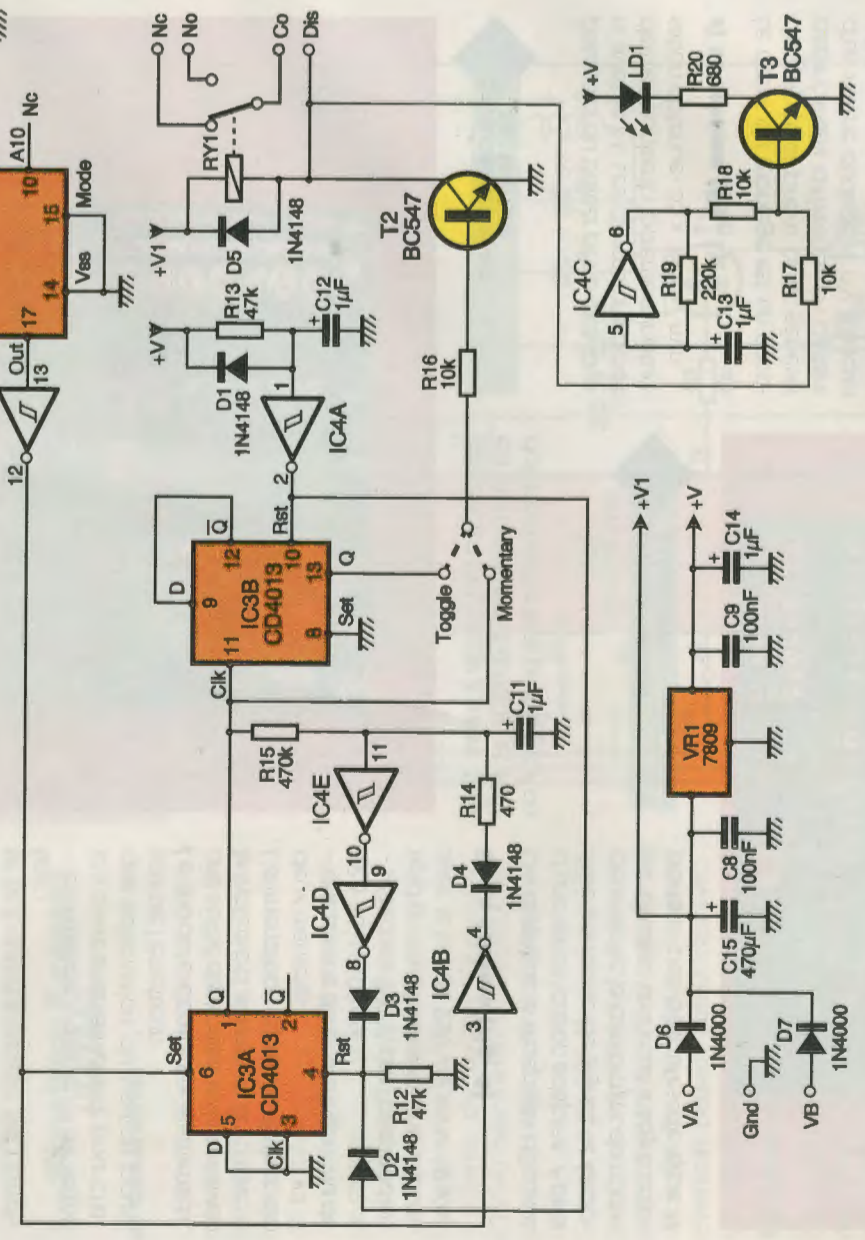 10
A10
Nc
15
Mode
14
Vss
17
Out
13
12
Nc
No
Co
Dis
RY1
+V1
D5
1N4148
+V
R13
47k
D1
1N4148
C12
1µF
+
1
IC4A
2
T2
BC547
R16
10k
+V
LD1
R20
680
T3
BC547
R18
10k
IC4C
6
5
R19
220k
C13
1µF
+
R17
10k
D
9
Q
12
Rst
10
IC3B
CD4013
11
Clk
13
Q
8
Set
Toggle
Momentary
R15
470k
IC4E
11
10
IC4D
9
8
D3
1N4148
R14
470
C11
1µF
+
D4
1N4148
IC4B
4
3
Q
1
Q
2
Set
6
IC3A
CD4013
D
5
Clk
3
4
Rst
R12
47k
D2
1N4148
+V1
+V
VR1
7809
C14
1µF
+
C9
100nF
C8
100nF
C15
470µF
+
D6
1N4000
VA
Gnd
VB
D7
1N4000